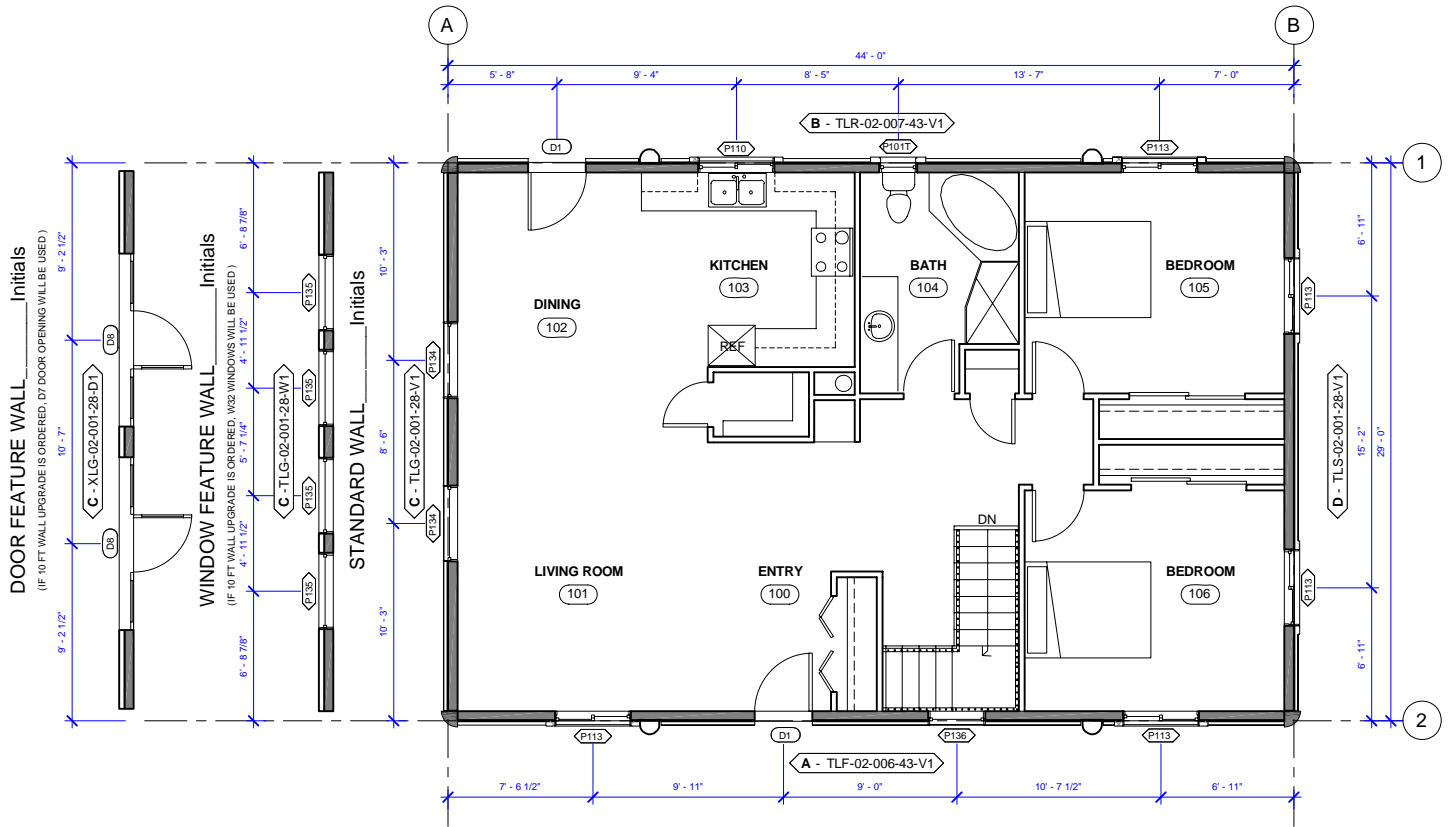 A
B
44' - 0"
5' - 8"
9' - 4"
8' - 5"
13' - 7"
7' - 0"
B - TLR-02-007-43-V1
D1
P110
P101T
P113
1
2
DOOR FEATURE WALL____Initials
(IF 10 FT WALL UPGRADE IS ORDERED, D7 DOOR OPENING WILL BE USED )
9' - 2 1/2"
10' - 7"
9' - 2 1/2"
C - XLG-02-001-28-D1
D8
D8
WINDOW FEATURE WALL____Initials
(IF 10 FT WALL UPGRADE IS ORDERED, W32 WINDOWS WILL BE USED )
6' - 8 7/8"
4' - 11 1/2"
5' - 7 1/4"
4' - 11 1/2"
6' - 8 7/8"
C -TLG-02-001-28-W1
P135
P135
P135
P135
STANDARD WALL____Initials
10' - 3"
8' - 6"
10' - 3"
C - TLG-02-001-28-V1
P134
P134
KITCHEN
103
DINING
102
REF
BATH
104
BEDROOM
105
LIVING ROOM
101
ENTRY
100
DN
BEDROOM
106
P113
P113
D - TLS-02-001-28-V1
6' - 11"
15' - 2"
6' - 11"
29' - 0"
P113
D1
P136
P113
A - TLF-02-006-43-V1
7' - 6 1/2"
9' - 11"
9' - 0"
10' - 7 1/2"
6' - 11"